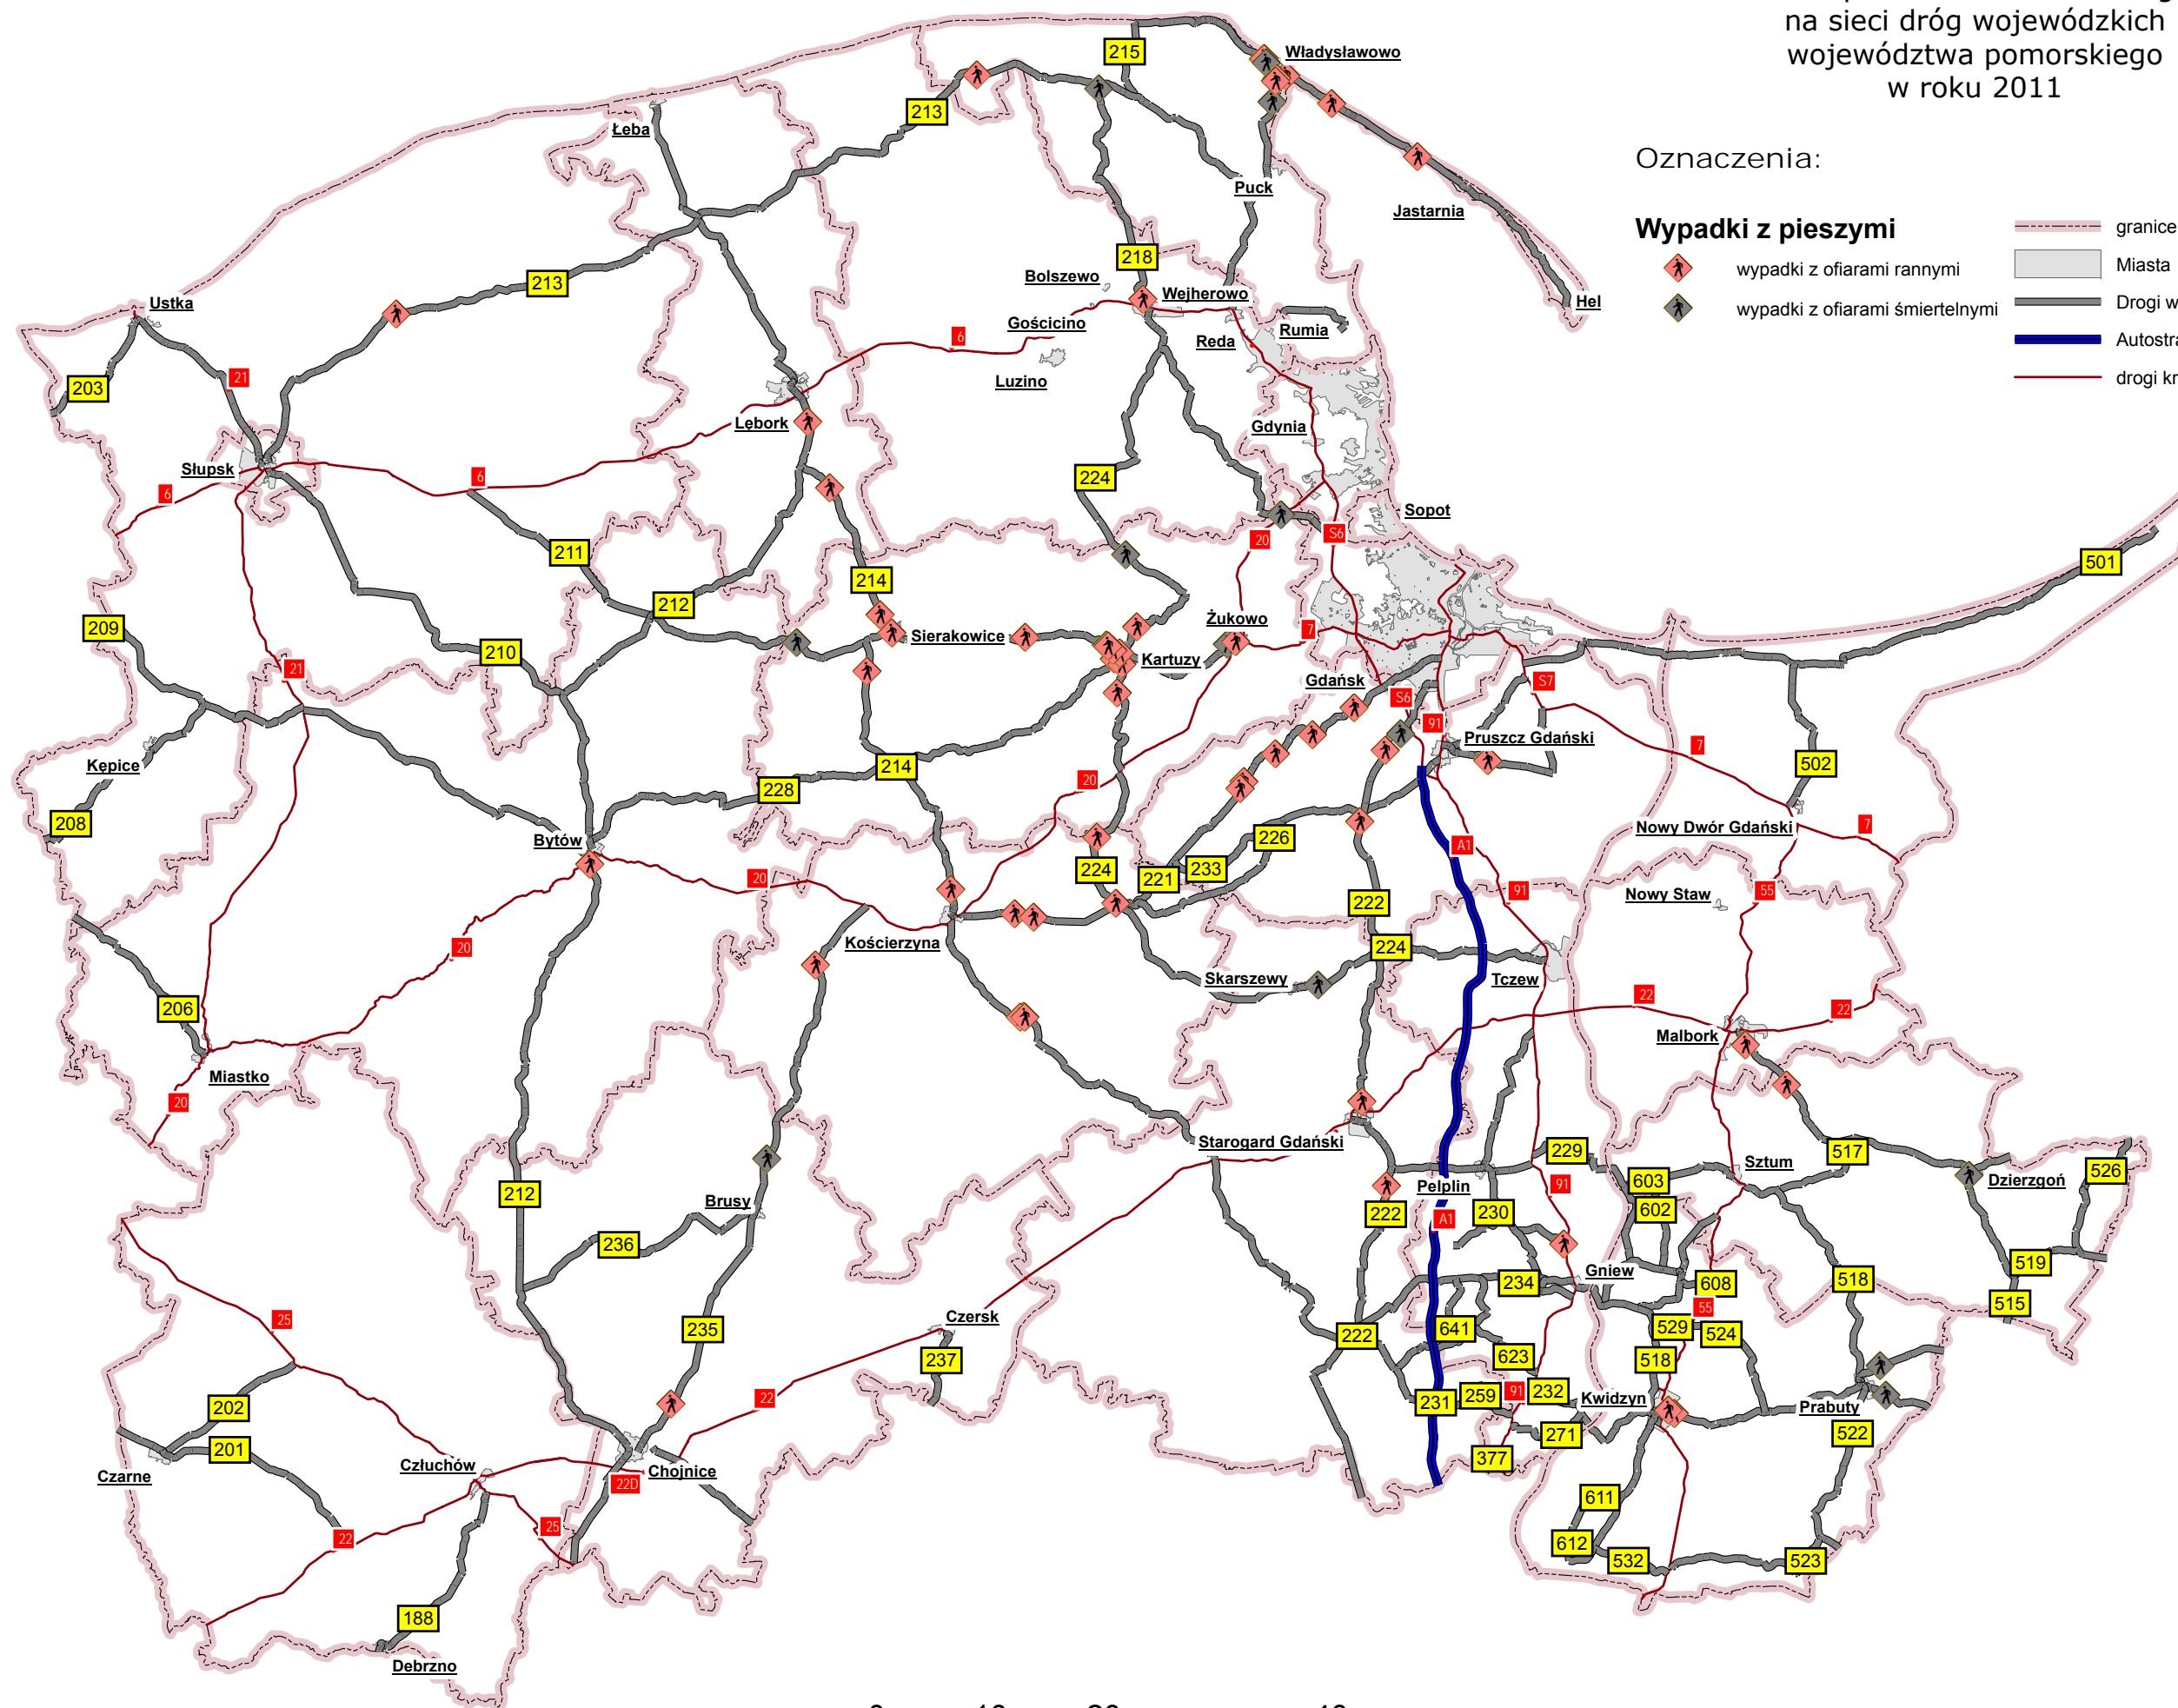 na sieci dróg wojewódzkich
województwa pomorskiego
w roku 2011
Oznaczenia:
Wypadki z pieszymi
wypadki z ofiarami rannymi
wypadki z ofiarami śmiertelnymi
granice
Miasta
Drogi w
Autostra
drogi kr
215
Władysławowo
213
Łeba
Puck
Jastarnia
218
Bolszewo
213
Ustka
Wejherowo
Hel
Gościcino
Rumia
6
Reda
21
203
Luzino
Lębork
Gdynia
Słupsk
6
224
6
Sopot
S6
20
211
501
214
212
209
Żukowo
7
Sierakowice
210
Kartuzy
21
Gdańsk
S7
S6
91
Pruszcz Gdański
7
Kępice
214
502
20
228
208
Nowy Dwór Gdański
7
226
Bytów
A1
233
224
221
20
91
55
Nowy Staw
222
Kościerzyna
224
20
Skarszewy
Tczew
22
206
22
Malbork
Miastko
20
Starogard Gdański
229
517
Sztum
526
603
Dzierzgoń
91
Pelplin
212
Brusy
602
222
230
A1
236
519
Gniew
518
234
608
515
55
Czersk
25
235
641
529
524
222
237
623
518
91
232
22
259
Kwidzyn
231
Prabuty
202
271
522
201
377
Człuchów
Chojnice
Czarne
22D
611
25
22
612
532
523
188
Debrzno